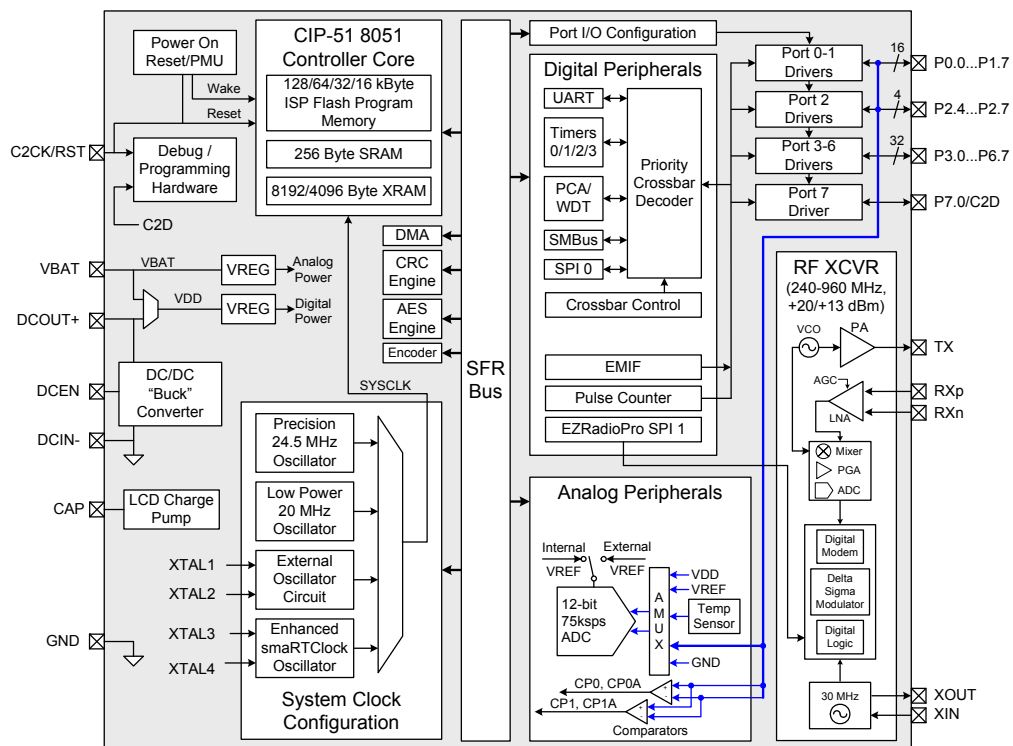 Power On
Reset/PMU
Wake
Reset
C2CK/RST
Debug /
Programming
Hardware
C2D
CIP-51 8051
Controller Core
128/64/32/16 kByte
ISP Flash Program
Memory
256 Byte SRAM
8192/4096 Byte XRAM
VBAT
VBAT
VREG
Analog
Power
VDD
VREG
Digital
Power
DCOUT+
DCEN
DC/DC
“Buck”
Converter
DCIN-
CAP
LCD Charge
Pump
XTAL1
XTAL2
XTAL3
XTAL4
GND
DMA
CRC
Engine
AES
Engine
Encoder
SYSCLK
Precision
24.5 MHz
Oscillator
Low Power
20 MHz
Oscillator
External
Oscillator
Circuit
Enhanced
smaRTClock
Oscillator
System Clock
Configuration
SFR
Bus
Port I/O Configuration
Digital Peripherals
UART
Timers
0/1/2/3
PCA/
WDT
SMBus
SPI 0
Priority
Crossbar
Decoder
Crossbar Control
EMIF
Pulse Counter
EZRadioPro SPI 1
Port 0-1
Drivers
16
P0.0...P1.7
Port 2
Drivers
4
P2.4...P2.7
Port 3-6
Drivers
32
P3.0...P6.7
Port 7
Driver
P7.0/C2D
Analog Peripherals
Internal
VREF
External
VREF
12-bit
75ksps
ADC
A
M
U
X
VDD
VREF
Temp
Sensor
GND
CP0, CP0A
+
-
CP1, CP1A
+
-
Comparators
RF XCVR
(240-960 MHz,
+20/+13 dBm)
VCO
PA
TX
AGC
LNA
RXp
RXn
Mixer
PGA
ADC
Digital
Modem
Delta
Sigma
Modulator
Digital
Logic
30 MHz
XOUT
XIN